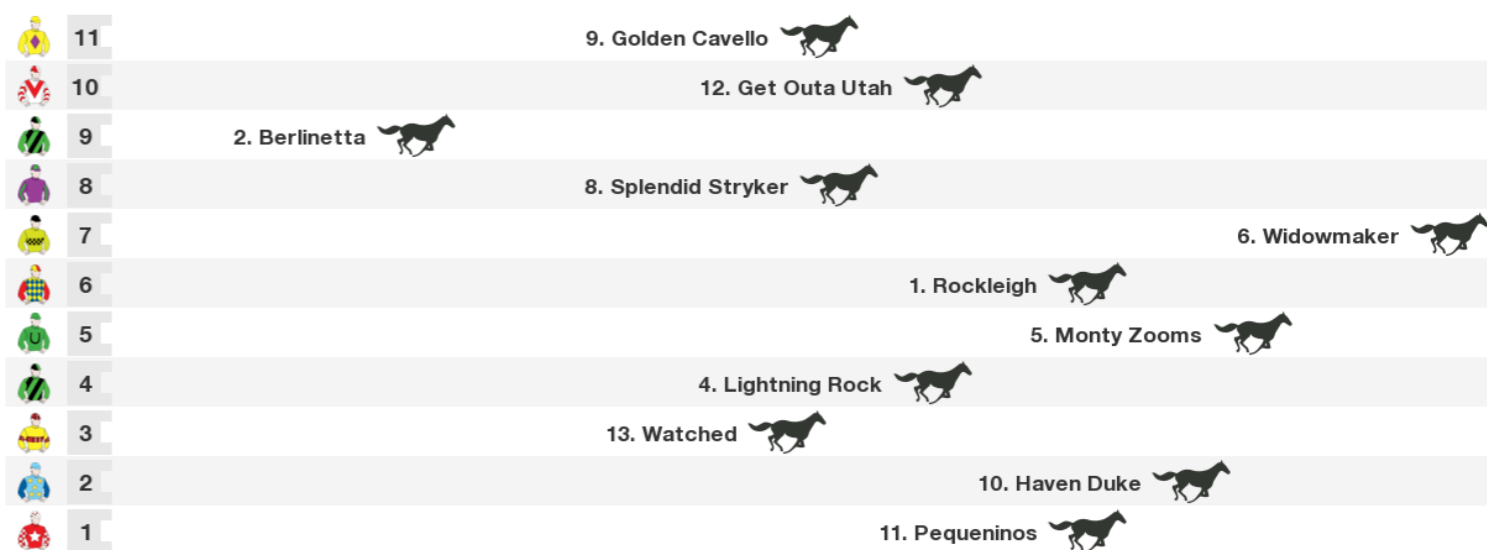 11 9. Golden Cavello
10 12. Get Outa Utah
9 2. Berlinetta
8 8. Splendid Stryker
7 6. Widowmaker
6 1. Rockleigh
5 5. Monty Zooms
4 4. Lightning Rock
3 13. Watched
2 10. Haven Duke
1 11. Pequeninos